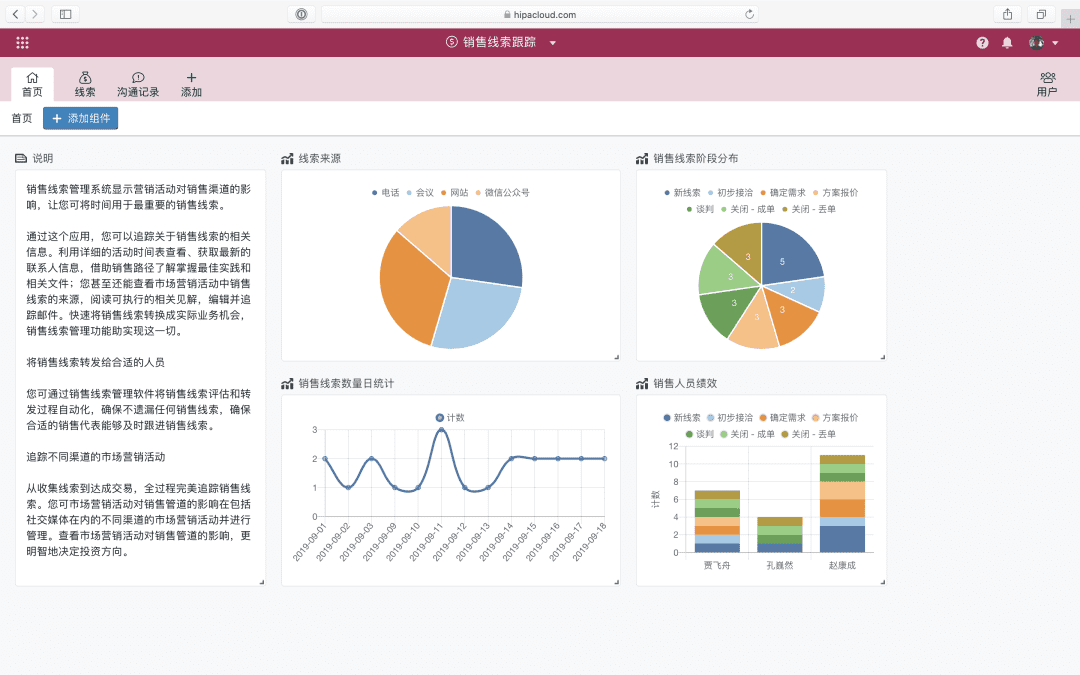 hipacloud.com
销售线索跟踪
首页
线索
沟通记录
添加
用户
首页
添加组件
说明
销售线索管理系统显示营销活动对销售渠道的影
响，让您可将时间用于最重要的销售线索。
通过这个应用，您可以追踪关于销售线索的相关
信息。利用详细的活动时间表查看、获取最新的
联系人信息，借助销售路径了解掌握最佳实践和
相关文件；您甚至还能查看市场营销活动中销售
线索的来源，阅读可执行的相关见解，编辑并追
踪邮件。快速将销售线索转换成实际业务机会，
销售线索管理功能助实现这一切。
将销售线索转发给合适的人员
您可通过销售线索管理软件将销售线索评估和转
发过程自动化，确保不遗漏任何销售线索，确保
合适的销售代表能够及时跟进销售线索。
追踪不同渠道的市场营销活动
从收集线索到达成交易，全过程完美追踪销售线
索。您可市场营销活动对销售管道的影响在包括
社交媒体在内的不同渠道的市场营销活动并进行
管理。查看市场营销活动对销售管道的影响，更
明智地决定投资方向。
线索来源
电话 会议 网站 微信公众号
销售线索阶段分布
新线索 初步接洽 确定需求 方案报价
谈判 关闭 - 成单 关闭 - 丢单
3 5
3 2
3 3
3
销售线索数量日统计
计数
3
2
1
0
2019-09-01 2019-09-02 2019-09-03 2019-09-09 2019-09-10 2019-09-11 2019-09-12 2019-09-13 2019-09-14 2019-09-15 2019-09-16 2019-09-17 2019-09-18
销售人员绩效
新线索 初步接洽 确定需求 方案报价
谈判 关闭 - 成单 关闭 - 丢单
计数
12
10
8
6
4
2
0
贾飞舟 孔巍然 赵康成